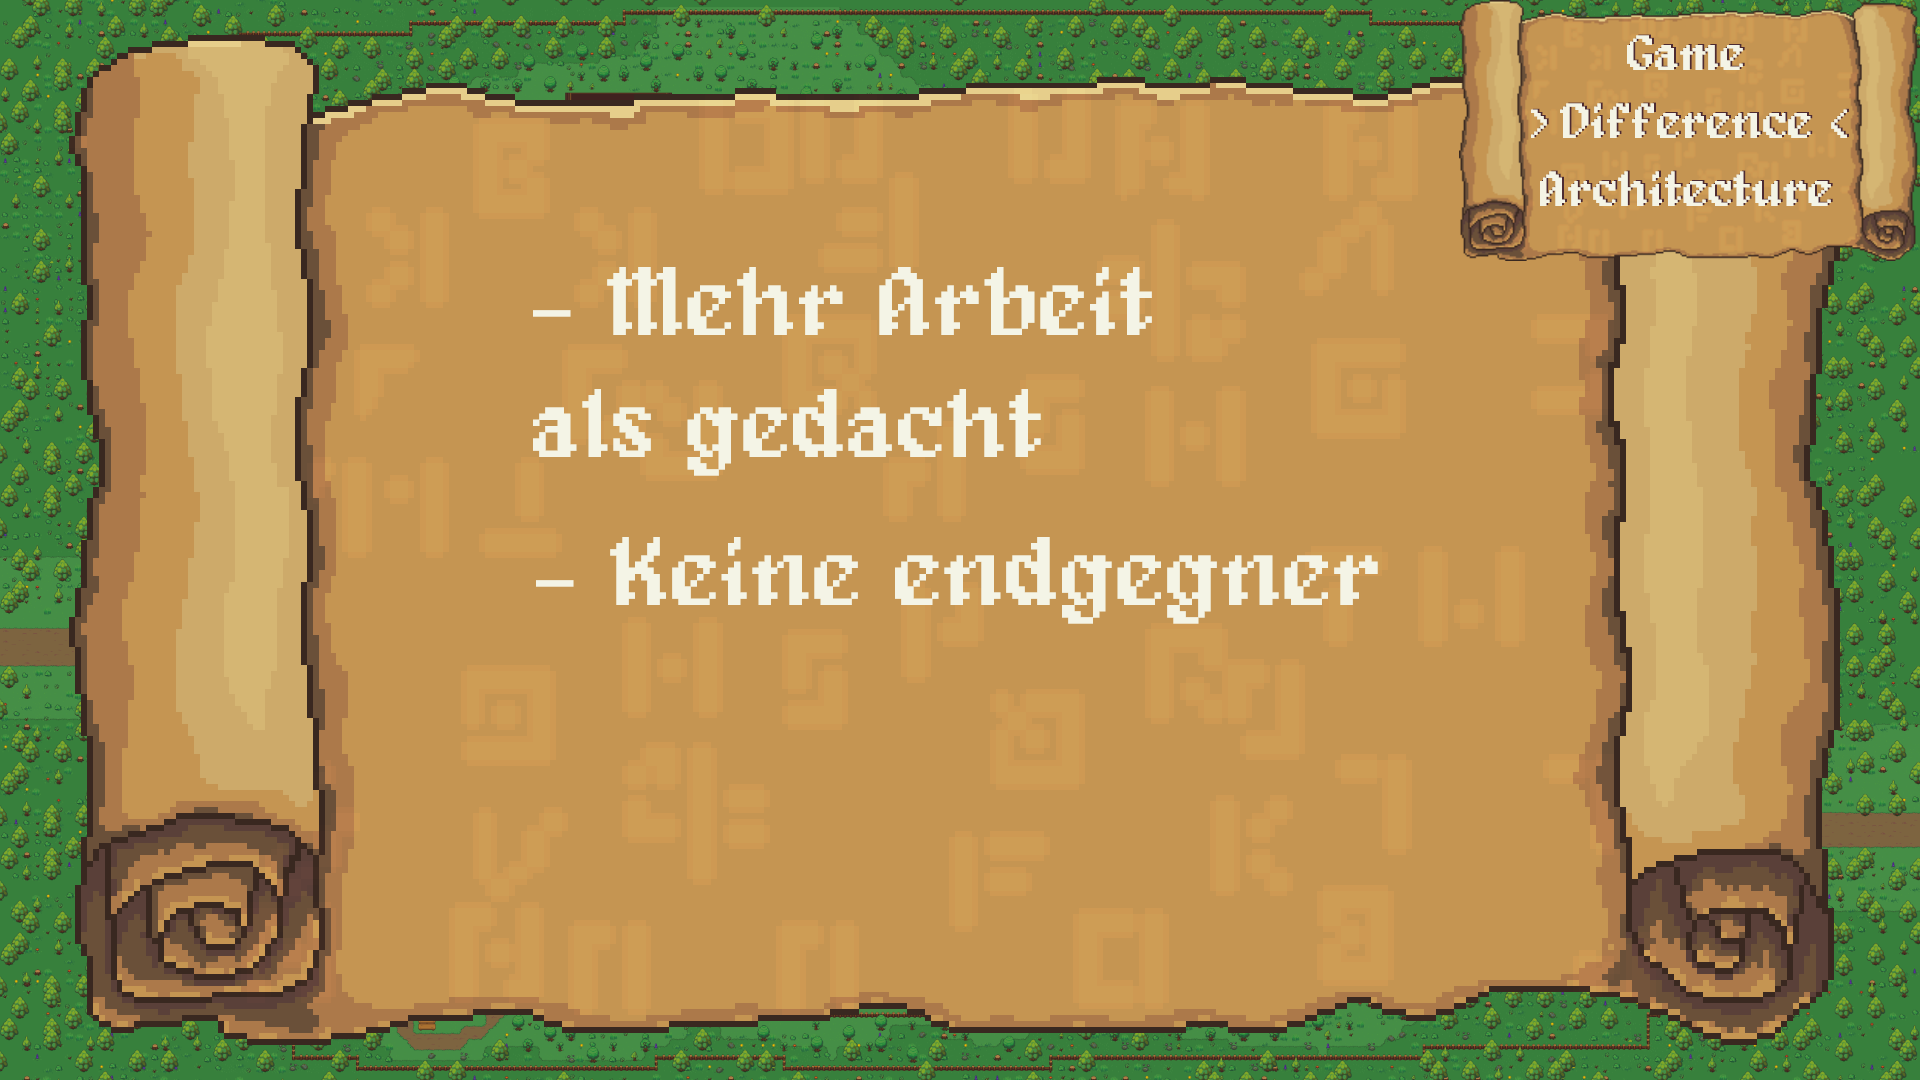 Game
> Difference <
Architecture
- Mehr Arbeit
als gedacht
- Keine endgegner